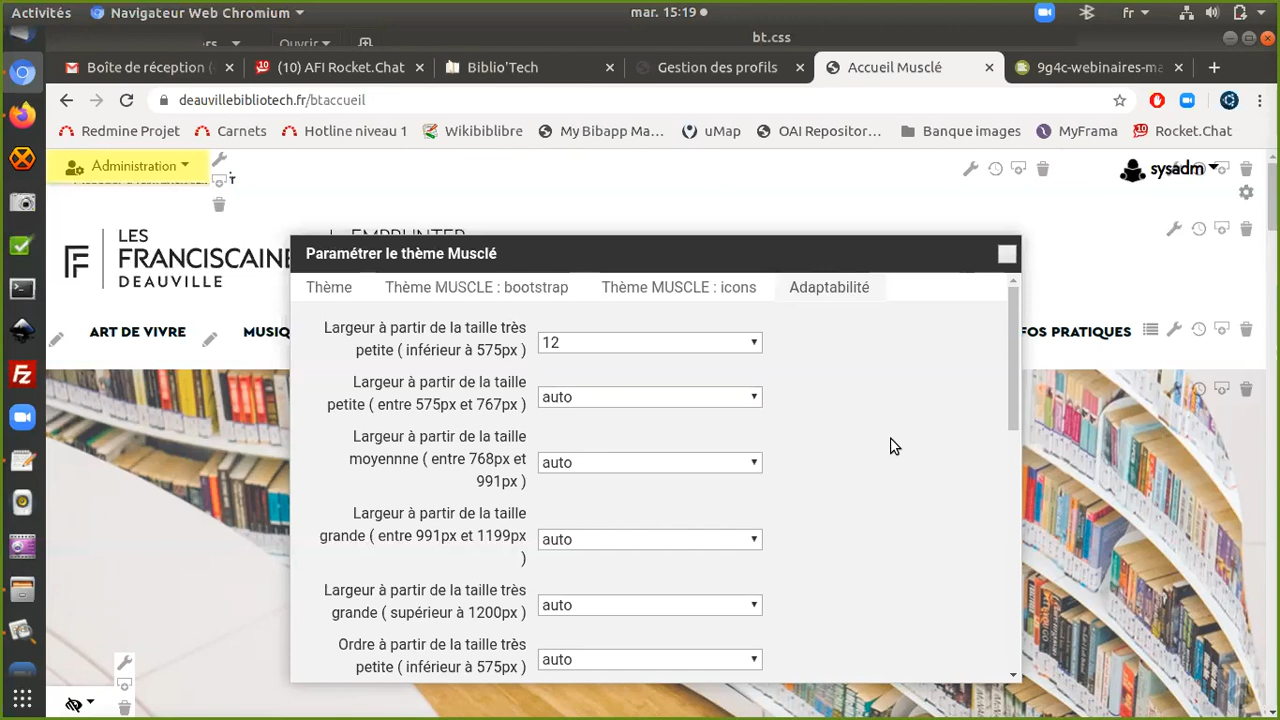 Activités Navigateur Web Chromium mar. 15:19 fr
Ouvrir bt.css
Boîte de réception ( (10) AFI Rocket.Chat Biblio'Tech Gestion des profils Accueil Musclé 9g4c-webinaires-ma
deauvillebibliotech.fr/btaccueil
Redmine Projet Carnets Hotline niveau 1 Wikibiblibre My Bibapp Ma... uMap OAI Repositor... Banque images MyFrama Rocket.Chat
Administration sysadm
LES
FRANCISCAINE
DEAUVILLE
EMPRUNTER
Paramétrer le thème Musclé
Thème Thème MUSCLE : bootstrap Thème MUSCLE : icons Adaptabilité
ART DE VIVRE MUSIQ FOS PRATIQUES
Largeur à partir de la taille très
petite ( inférieur à 575px ) 12
Largeur à partir de la taille
petite ( entre 575px et 767px ) auto
Largeur à partir de la taille
moyennne ( entre 768px et
991px ) auto
Largeur à partir de la taille
grande ( entre 991px et 1199px
) auto
Largeur à partir de la taille très
grande ( supérieur à 1200px ) auto
Ordre à partir de la taille très
petite ( inférieur à 575px ) auto